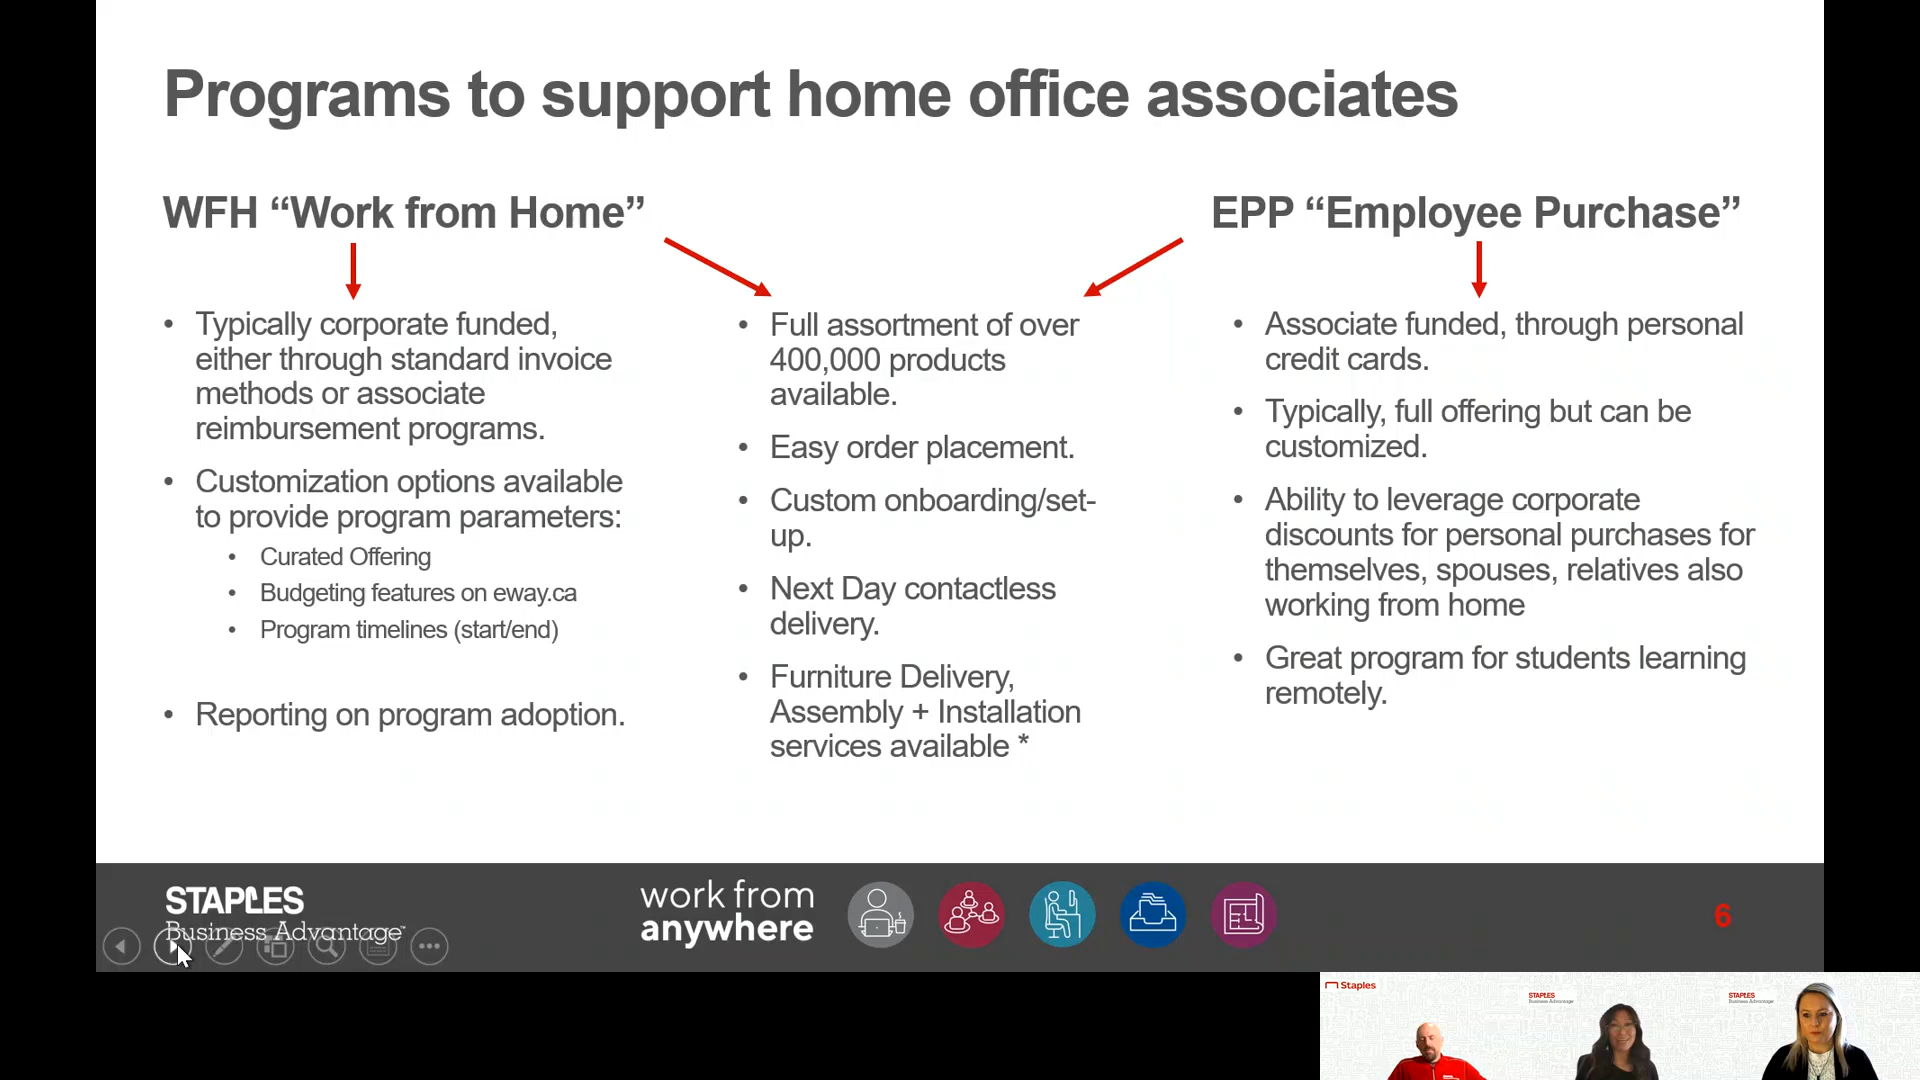 Programs to support home office associates
WFH “Work from Home”
EPP “Employee Purchase”
• Typically corporate funded,
either through standard invoice
methods or associate
reimbursement programs.
• Customization options available
to provide program parameters:
• Curated Offering
• Budgeting features on eway.ca
• Program timelines (start/end)
• Reporting on program adoption.
• Full assortment of over
400,000 products
available.
• Easy order placement.
• Custom onboarding/set-
up.
• Next Day contactless
delivery.
• Furniture Delivery,
Assembly + Installation
services available *
• Associate funded, through personal
credit cards.
• Typically, full offering but can be
customized.
• Ability to leverage corporate
discounts for personal purchases for
themselves, spouses, relatives also
working from home
• Great program for students learning
remotely.
STAPLES
Business Advantage™
work from
anywhere
6
Staples
STAPLES
Business Advantage
STAPLES
Business Advantage